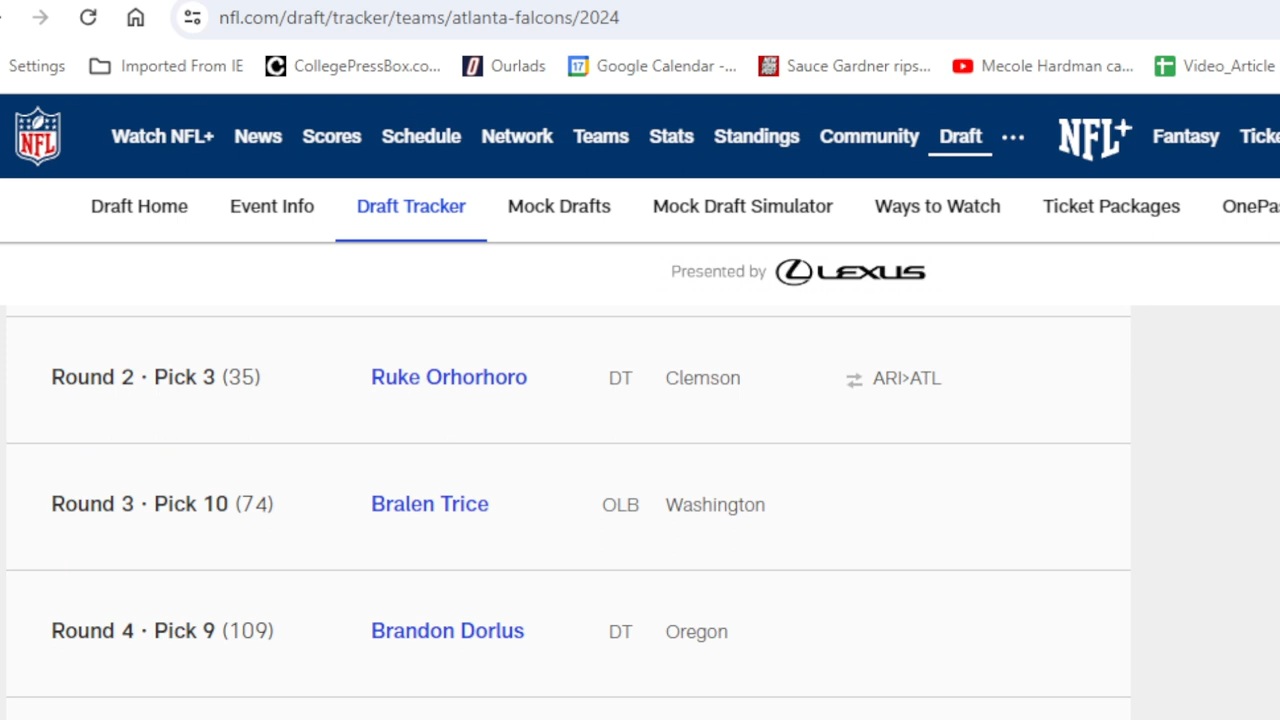 nfl.com/draft/tracker/teams/atlanta-falcons/2024
Settings Imported From IE CollegePressBox.co... Ourlads 17 Google Calendar -... Sauce Gardner rips... Mecole Hardman ca... Video_Article
NFL Watch NFL+ News Scores Schedule Network Teams Stats Standings Community Draft ••• NFL+ Fantasy Ticke
Draft Home Event Info Draft Tracker Mock Drafts Mock Draft Simulator Ways to Watch Ticket Packages OnePas
Presented by LEXUS
Round 2 · Pick 3 (35) Ruke Orhorhoro DT Clemson ARI>ATL
Round 3 · Pick 10 (74) Bralen Trice OLB Washington
Round 4 · Pick 9 (109) Brandon Dorlus DT Oregon